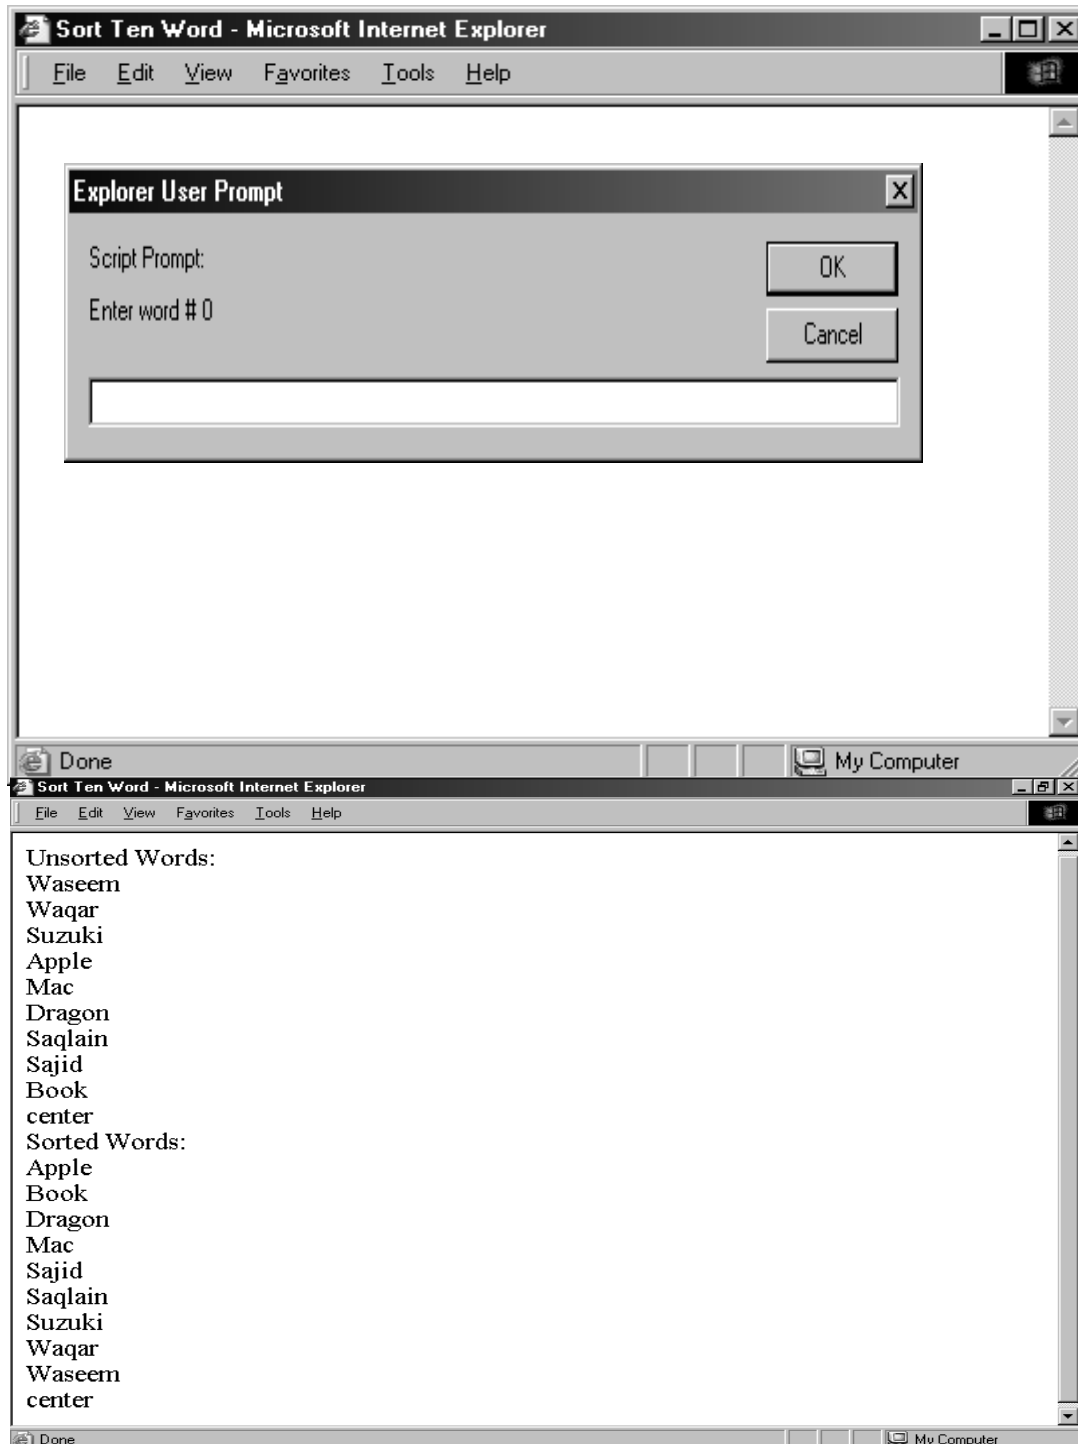 Sort Ten Word - Microsoft Internet Explorer
File Edit View Favorites Tools Help
Explorer User Prompt
Script Prompt:
OK
Enter word # 0
Cancel
Done
My Computer
Sort Ten Word - Microsoft Internet Explorer
File Edit View Favorites Tools Help
Unsorted Words:
Waseem
Waqar
Suzuki
Apple
Mac
Dragon
Saqlain
Sajid
Book
center
Sorted Words:
Apple
Book
Dragon
Mac
Sajid
Saqlain
Suzuki
Waqar
Waseem
center
Done
My Computer